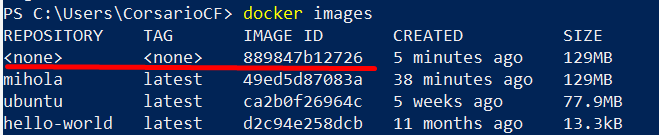 PS C:\Users\CorsarioCF> docker images
REPOSITORY TAG IMAGE ID CREATED SIZE
<none> <none> 889847b12726 5 minutes ago 129MB
mihola latest 49ed5d87083a 38 minutes ago 129MB
ubuntu latest ca2b0f26964c 5 weeks ago 77.9MB
hello-world latest d2c94e258dcb 11 months ago 13.3kB